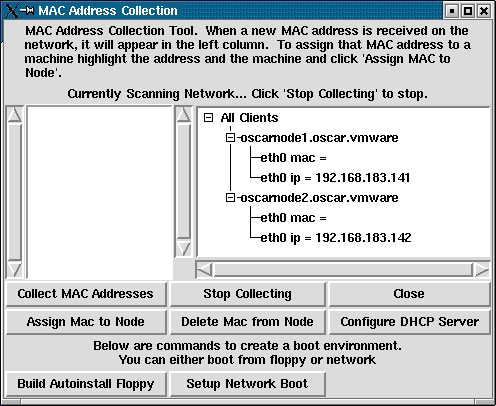 MAC Address Collection
MAC Address Collection Tool. When a new MAC address is received on the
network, it will appear in the left column. To assign that MAC address to a
machine highlight the address and the machine and click 'Assign MAC to
Node'.
Currently Scanning Network... Click 'Stop Collecting' to stop.
All Clients
oscarnode1.oscar.vmware
eth0 mac =
eth0 ip = 192.168.183.141
oscarnode2.oscar.vmware
eth0 mac =
eth0 ip = 192.168.183.142
Collect MAC Addresses
Stop Collecting
Close
Assign Mac to Node
Delete Mac from Node
Configure DHCP Server
Below are commands to create a boot environment.
You can either boot from floppy or network
Build Autoinstall Floppy
Setup Network Boot